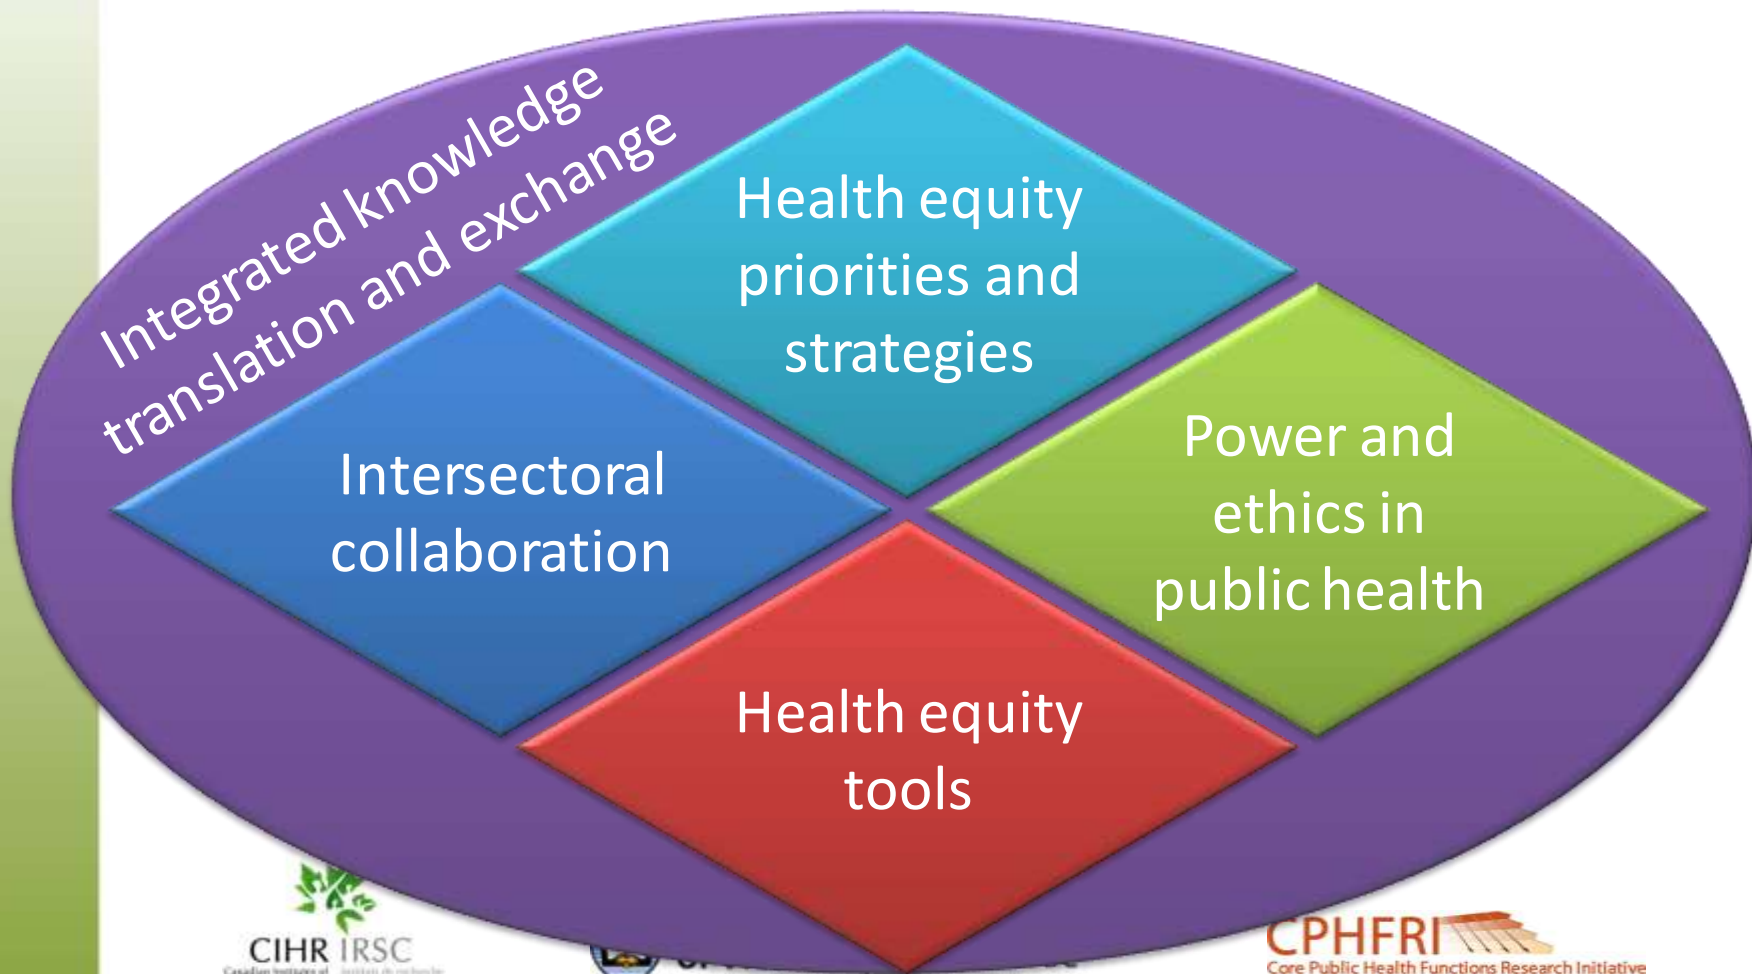 Integrated knowledge
translation and exchange
Health equity
priorities and
strategies
Intersectoral
collaboration
Power and
ethics in
public health
Health equity
tools
CIHR IRSC
CPHFRI
Core Public Health Functions Research Initiative